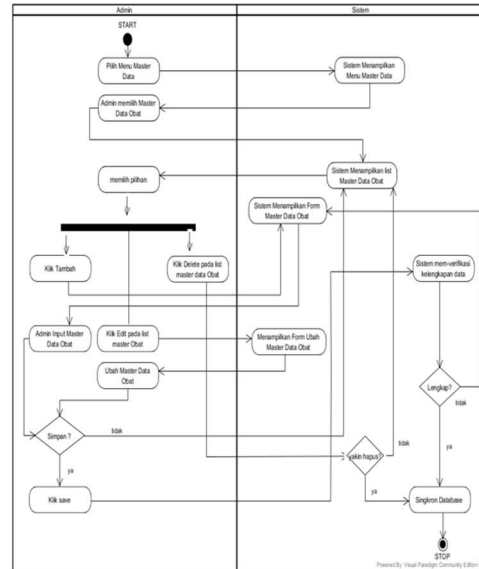 Admin
Sistem
START
Pilih Menu Master
Data
Sistem Menampilkan
Menu Master Data
Admin memilih Master
Data Obat
Sistem Menampilkan list
Master Data Obat
memilih pilihan
Sistem Menampilkan Form
Master Data Obat
Klik Tambah
Klik Delete pada list
master data Obat
Sistem mem-verifikasi
kelengkapan data
Admin Input Master
Data Obat
Klik Edit pada list
master Obat
Menampilkan Form Ubah
Master Data Obat
Ubah Master Data
Obat
Lengkap?
tidak
Simpan ?
tidak
tidak
ya
yakin hapus?
ya
ya
Klik save
Singkron Database
STOP
Powered By Visual Paradigm Community Edition